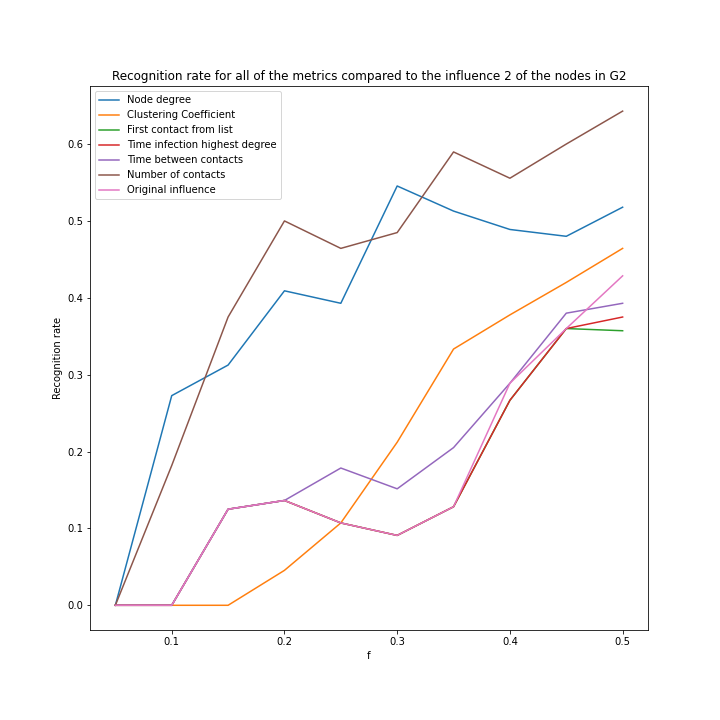 Recognition rate for all of the metrics compared to the influence 2 of the nodes in G2
Node degree
Clustering Coefficient
First contact from list
Time infection highest degree
Time between contacts
Number of contacts
Original influence
Recognition rate
0.6
0.5
0.4
0.3
0.2
0.1
0.0
0.1 0.2 0.3 0.4 0.5
f